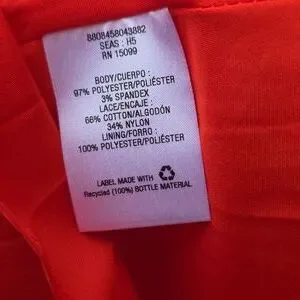 8808458043882
SEAS : H5
RN 15099
BODY/CUERPO :
97% POLYESTER/POLIÉSTER
3% SPANDEX
LACE/ENCAJE :
66% COTTON/ALGODÓN
34% NYLON
LINING/FORRO :
100% POLYESTER/POLIÉSTER
LABEL MADE WITH
Recycled (100%) BOTTLE MATERIAL